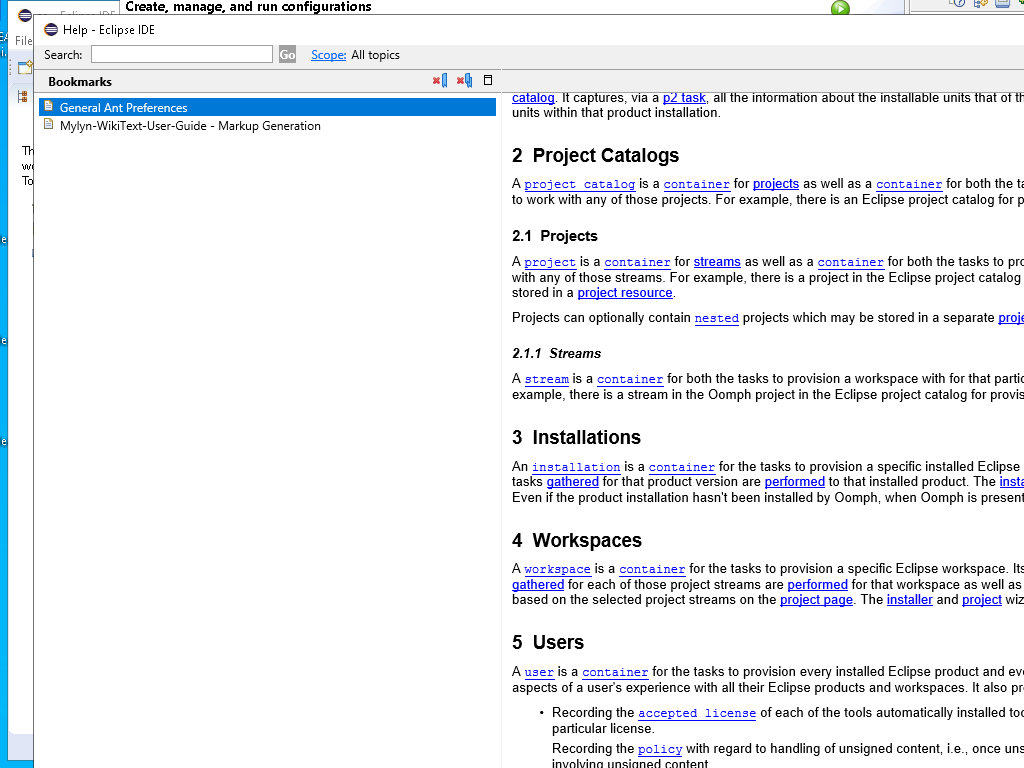 Create, manage, and run configurations
File
Help - Eclipse IDE
Search:
Go
Scope: All topics
Bookmarks
General Ant Preferences
Mylyn-WikiText-User-Guide - Markup Generation
catalog. It captures, via a p2 task, all the information about the installable units that of th
units within that product installation.
2 Project Catalogs
A project catalog is a container for projects as well as a container for both the ta
to work with any of those projects. For example, there is an Eclipse project catalog for p
2.1 Projects
A project is a container for streams as well as a container for both the tasks to pro
with any of those streams. For example, there is a project in the Eclipse project catalog
stored in a project resource.
Projects can optionally contain nested projects which may be stored in a separate proje
2.1.1 Streams
A stream is a container for both the tasks to provision a workspace with for that partic
example, there is a stream in the Oomph project in the Eclipse project catalog for provis
3 Installations
An installation is a container for the tasks to provision a specific installed Eclipse
tasks gathered for that product version are performed to that installed product. The insta
Even if the product installation hasn't been installed by Oomph, when Oomph is present
4 Workspaces
A workspace is a container for the tasks to provision a specific Eclipse workspace. Its
gathered for each of those project streams are performed for that workspace as well as
based on the selected project streams on the project page. The installer and project wiz
5 Users
A user is a container for the tasks to provision every installed Eclipse product and eve
aspects of a user's experience with all their Eclipse products and workspaces. It also pr
• Recording the accepted license of each of the tools automatically installed too
particular license.
Recording the policy with regard to handling of unsigned content, i.e., once uns
involving unsigned content